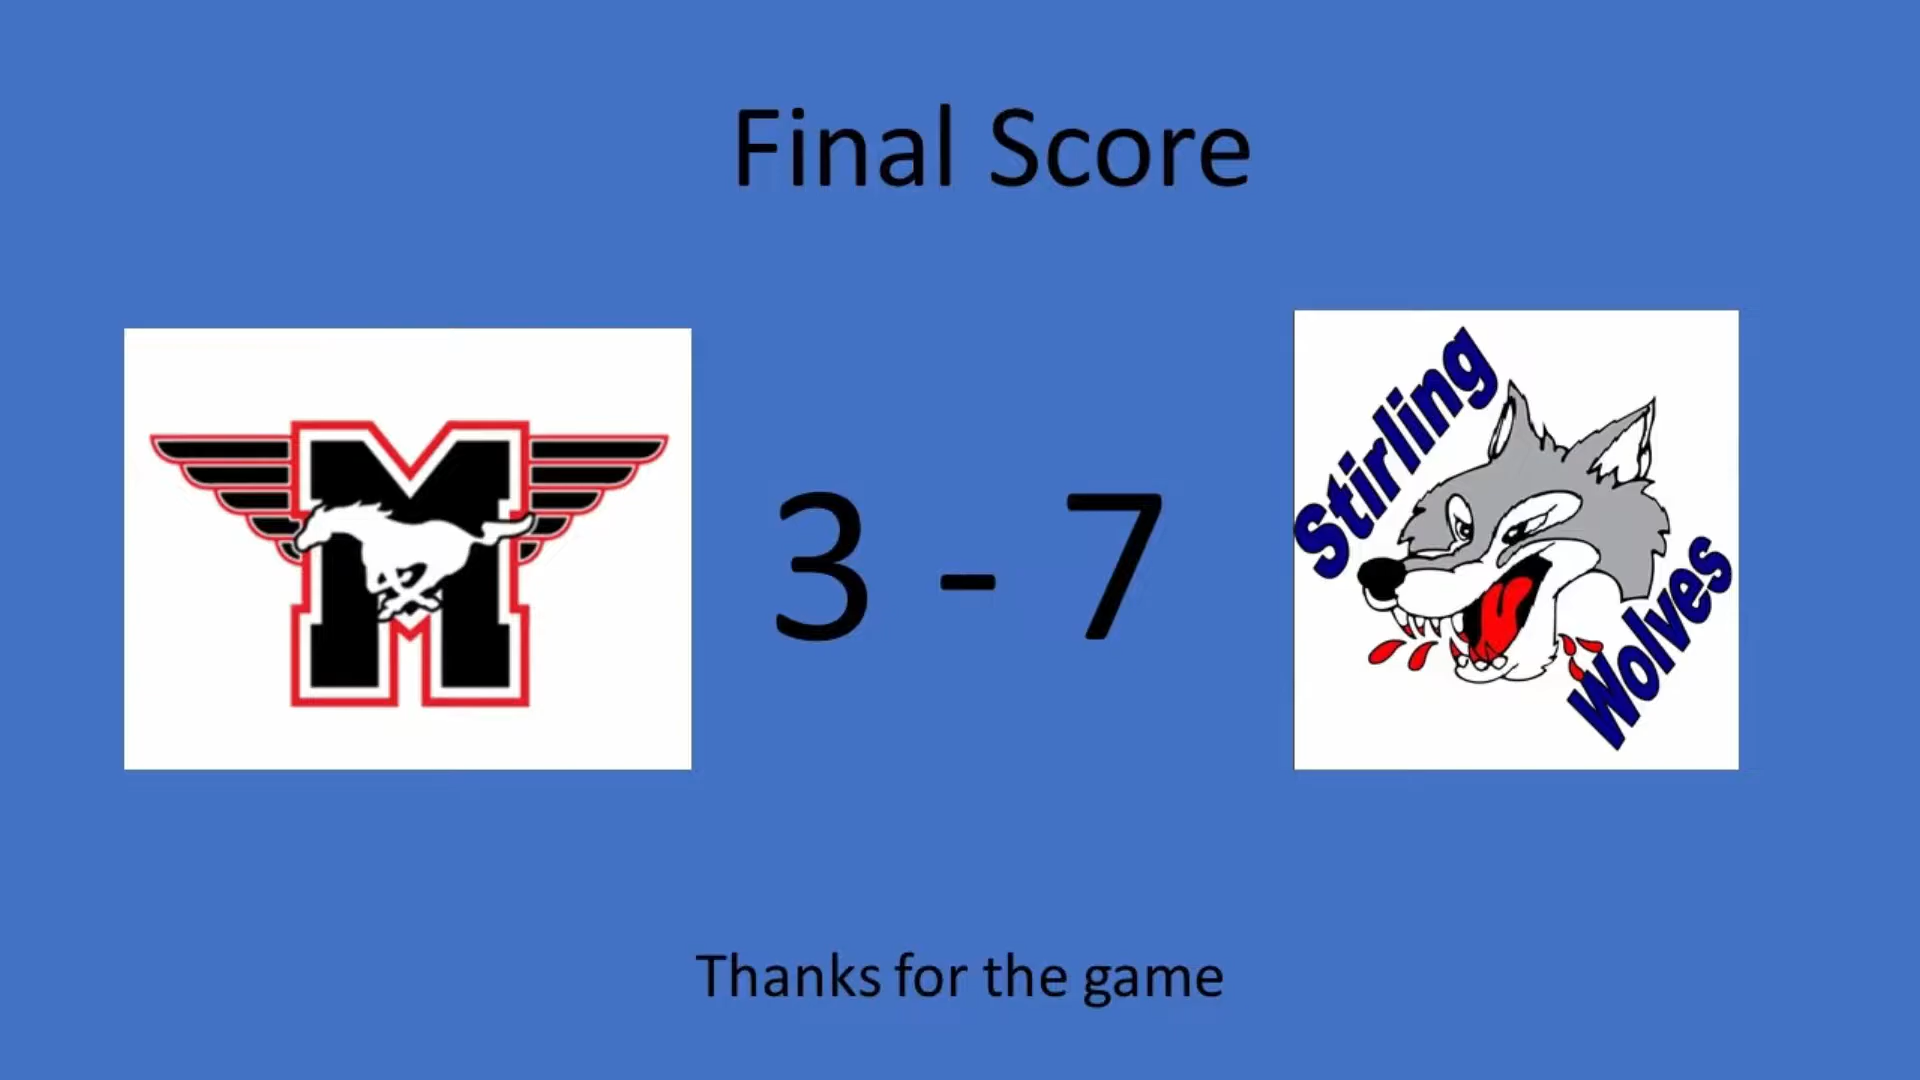 Final Score
M
3 - 7
Stirling
Wolves
Thanks for the game